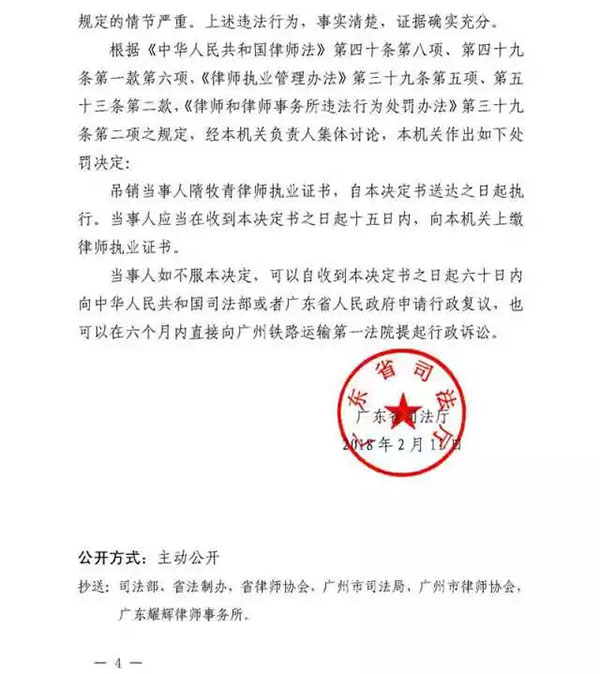 规定的情节严重。上述违法行为，事实清楚，证据确实充分。
根据《中华人民共和国律师法》第四十条第八项、第四十九
条第一款第六项，《律师执业管理办法》第三十九条第五项、第五
十三条第二款，《律师和律师事务所违法行为处罚办法》第三十九
条第二项之规定，经本机关负责人集体讨论，本机关作出如下处
罚决定：
吊销当事人隋牧青律师执业证书，自本决定书送达之日起执
行。当事人应当在收到本决定书之日起十五日内，向本机关上缴
律师执业证书。
当事人如不服本决定，可以自收到本决定书之日起六十日内
向中华人民共和国司法部或者广东省人民政府申请行政复议，也
可以在六个月内直接向广州铁路运输第一法院提起行政诉讼。
广东省司法厅
广东省司法厅
2018年2月11日
公开方式：主动公开
抄送：司法部、省法制办，省律师协会，广州市司法局，广州市律师协会，
广东耀辉律师事务所。
— 4 —